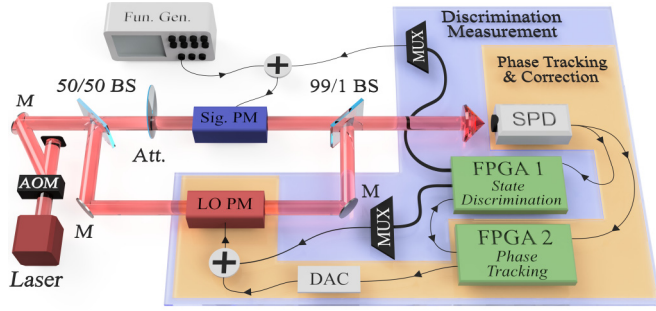 Fun. Gen.
Discrimination
Measurement
MUX
Phase Tracking
& Correction
50/50 BS
99/1 BS
M
Sig. PM
SPD
Att.
AOM
FPGA 1
State
Discrimination
LO PM
M
M
MUX
FPGA 2
Phase
Tracking
Laser
DAC